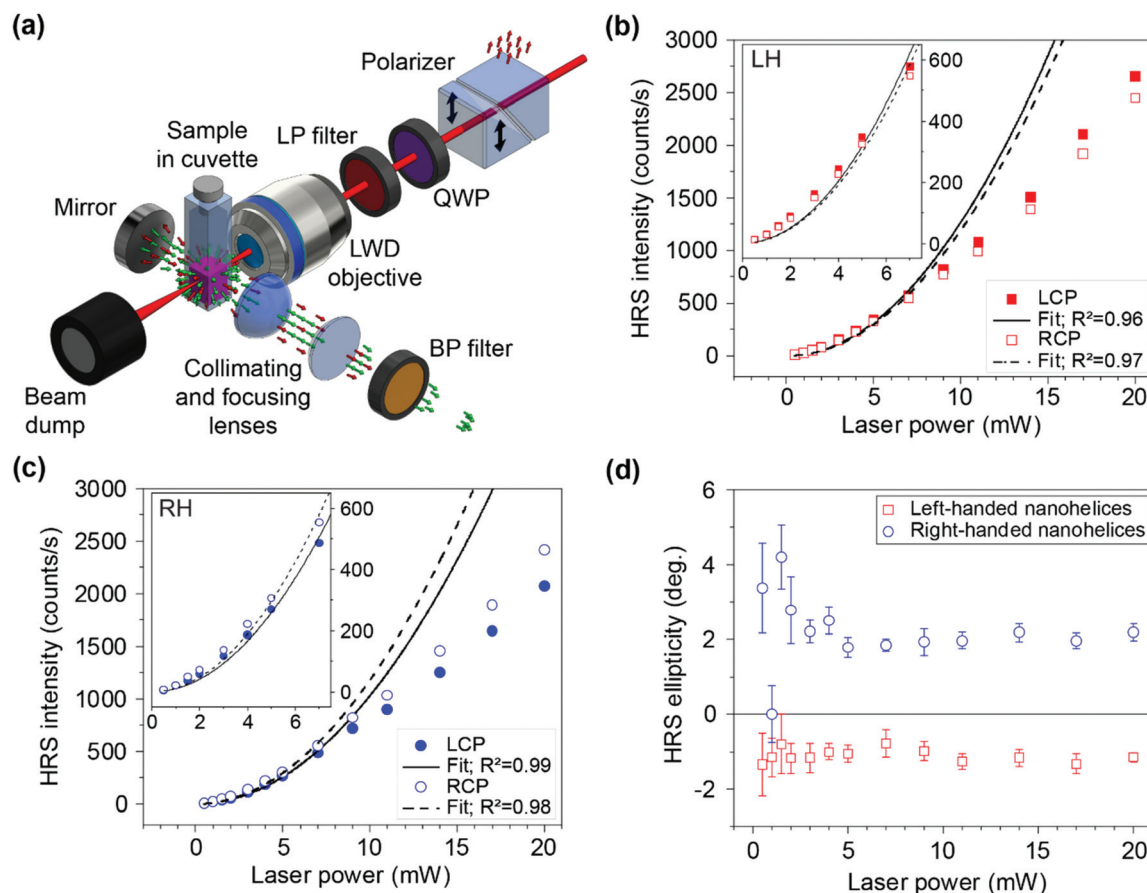 (a)
Polarizer
LP filter
Sample
in cuvette
QWP
Mirror
LWD
objective
BP filter
Collimating
and focusing
lenses
Beam
dump
(b)
HRS intensity (counts/s)
3000
2500
2000
1500
1000
500
0
LH
600
400
200
0
0 2 4 6
LCP
Fit; R²=0.96
RCP
Fit; R²=0.97
0 5 10 15 20
Laser power (mW)
(c)
HRS intensity (counts/s)
3000
2500
2000
1500
1000
500
0
RH
600
400
200
0
0 2 4 6
LCP
Fit; R²=0.99
RCP
Fit; R²=0.98
0 5 10 15 20
Laser power (mW)
(d)
HRS ellipticity (deg.)
6
4
2
0
-2
Left-handed nanohelices
Right-handed nanohelices
0 5 10 15 20
Laser power (mW)